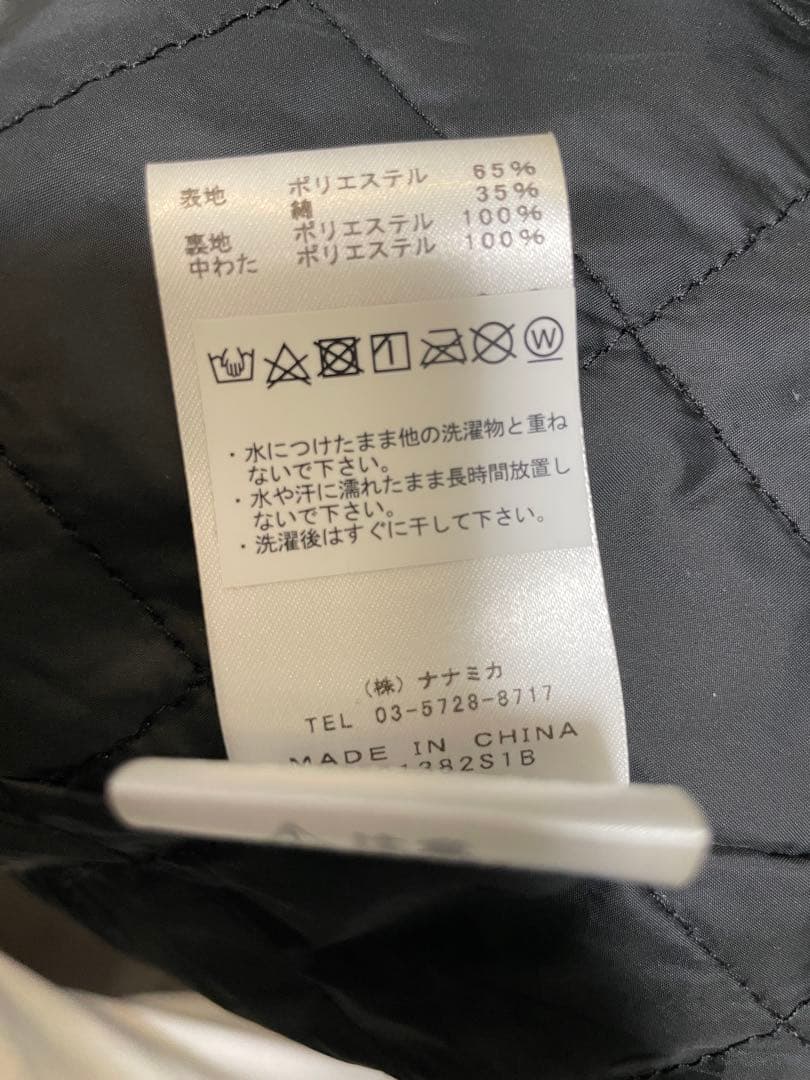 表地 ポリエステル 65%
綿 35%
裏地 ポリエステル 100%
中わた ポリエステル 100%
W
・水につけたまま他の洗濯物と重ね
ないで下さい。
・水や汗に濡れたまま長時間放置し
ないで下さい。
・洗濯後はすぐに干して下さい。
(株) ナナミカ
TEL 03-5728-8717
MADE IN CHINA
1382S1B